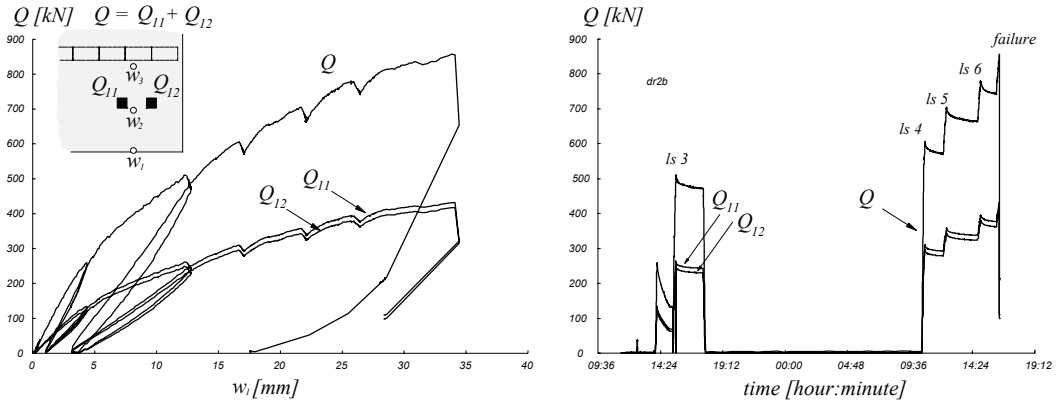 Q [kN] Q = Q11 + Q12
900
800
700
600
500
400
300
200
100
0
w3
Q11 Q12
w2
w1
Q
Q11
Q12
0 5 10 15 20 25 30 35 40
w1 [mm]
Q [kN]
900
800
700
600
500
400
300
200
100
0
failure
dr2b
ls 6
ls 5
ls 4
ls 3
Q11
Q12
Q
09:36 14:24 19:12 00:00 04:48 09:36 14:24 19:12
time [hour:minute]